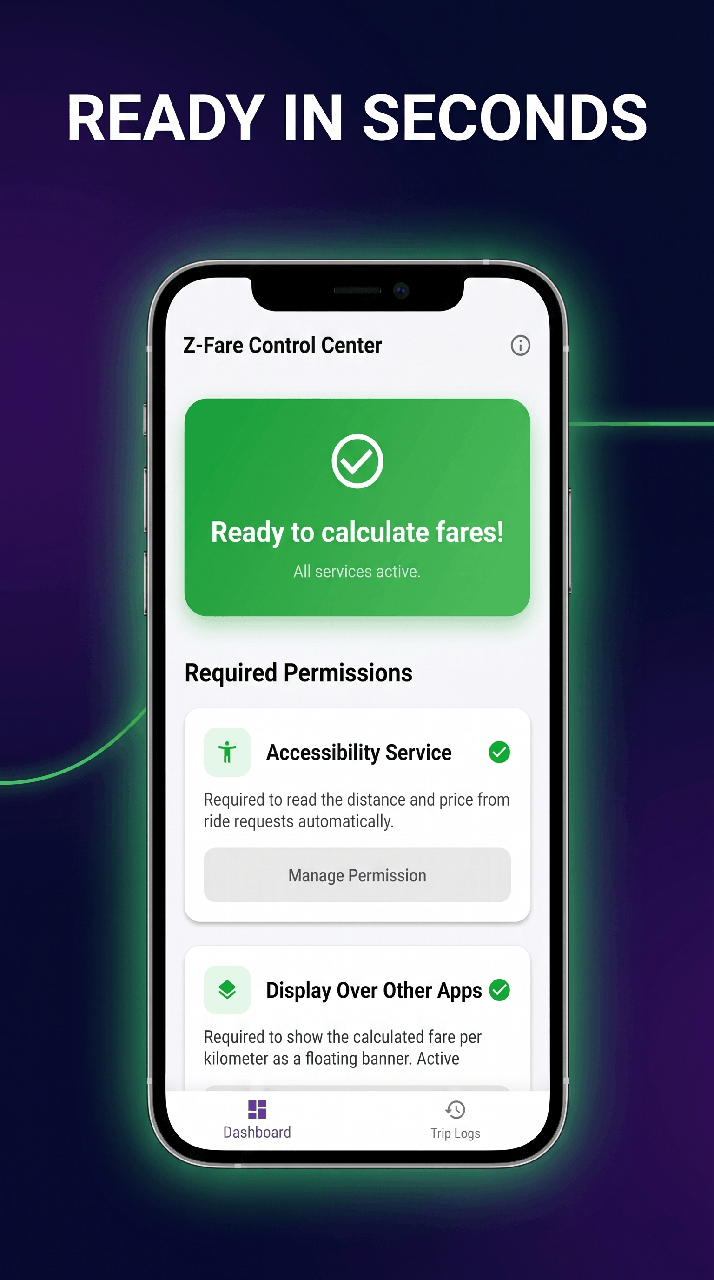 READY IN SECONDS
Z-Fare Control Center
Ready to calculate fares!
All services active.
Required Permissions
Accessibility Service
Required to read the distance and price from
ride requests automatically.
Manage Permission
Display Over Other Apps
Required to show the calculated fare per
kilometer as a floating banner. Active
Dashboard
Trip Logs